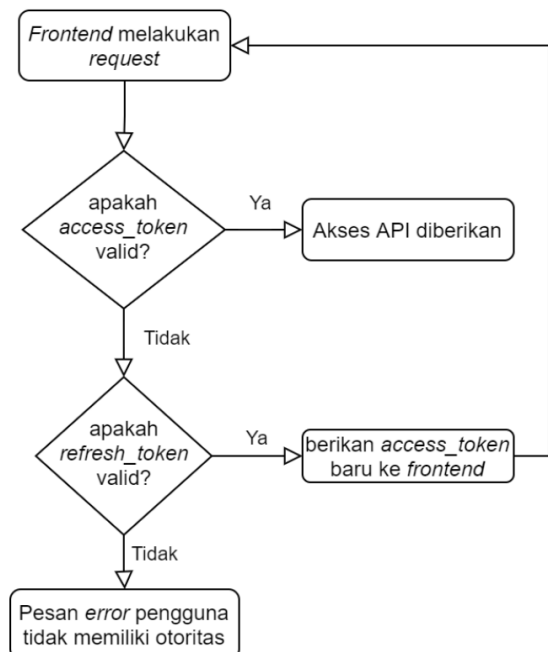 Frontend melakukan
request
apakah
access_token
valid?
Ya
Akses API diberikan
Tidak
apakah
refresh_token
valid?
Ya
berikan access_token
baru ke frontend
Tidak
Pesan error pengguna
tidak memiliki otoritas